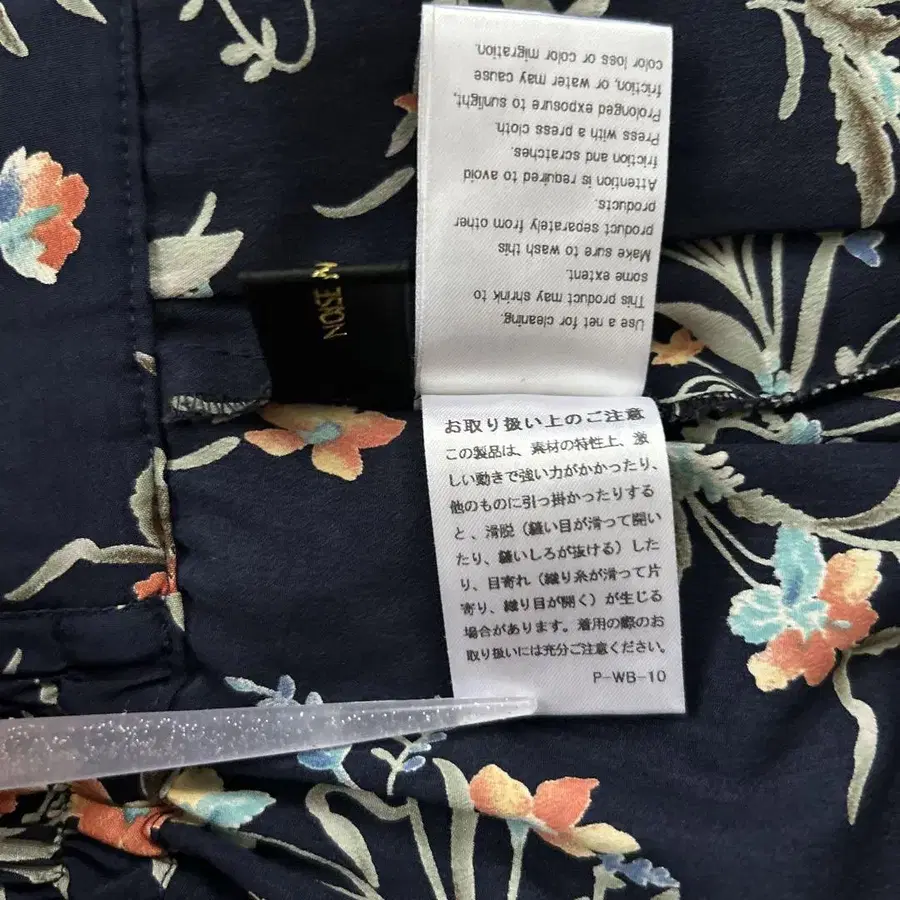 Use a net for cleaning.
This product may shrink to
some extent.
Make sure to wash this
product separately from other
products.
Attention is required to avoid
friction and scratches.
Press with a press cloth.
Prolonged exposure to sunlight,
friction, or water may cause
color loss or color migration.
NOISE N
お取り扱い上のご注意
この製品は、素材の特性上、激
しい動きで強い力がかかったり、
他のものに引っ掛かったりする
と、滑脱（縫い目が滑って開い
たり、縫いしろが抜ける）した
り、目寄れ（織り糸が滑って片
寄り、織り目が開く）が生じる
場合があります。着用の際のお
取り扱いには充分ご注意ください。
P-WB-10